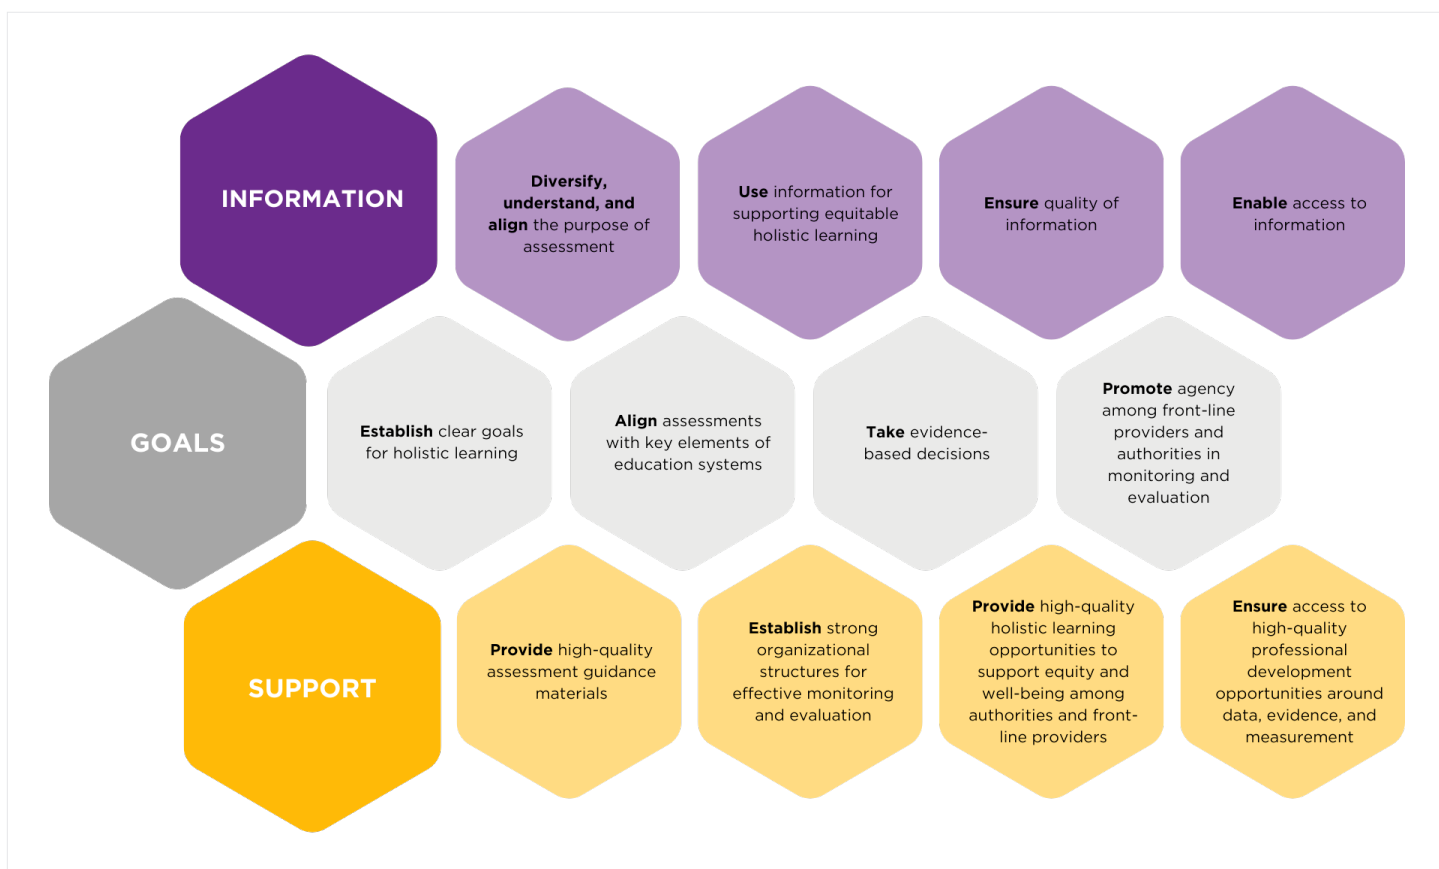 INFORMATION
Diversify,
understand, and
align the purpose of
assessment
Use information for
supporting equitable
holistic learning
Ensure quality of
information
Enable access to
information
GOALS
Establish clear goals
for holistic learning
Align assessments
with key elements of
education systems
Take evidence-
based decisions
Promote agency
among front-line
providers and
authorities in
monitoring and
evaluation
SUPPORT
Provide high-quality
assessment guidance
materials
Establish strong
organizational
structures for
effective monitoring
and evaluation
Provide high-quality
holistic learning
opportunities to
support equity and
well-being among
authorities and front-
line providers
Ensure access to
high-quality
professional
development
opportunities around
data, evidence, and
measurement